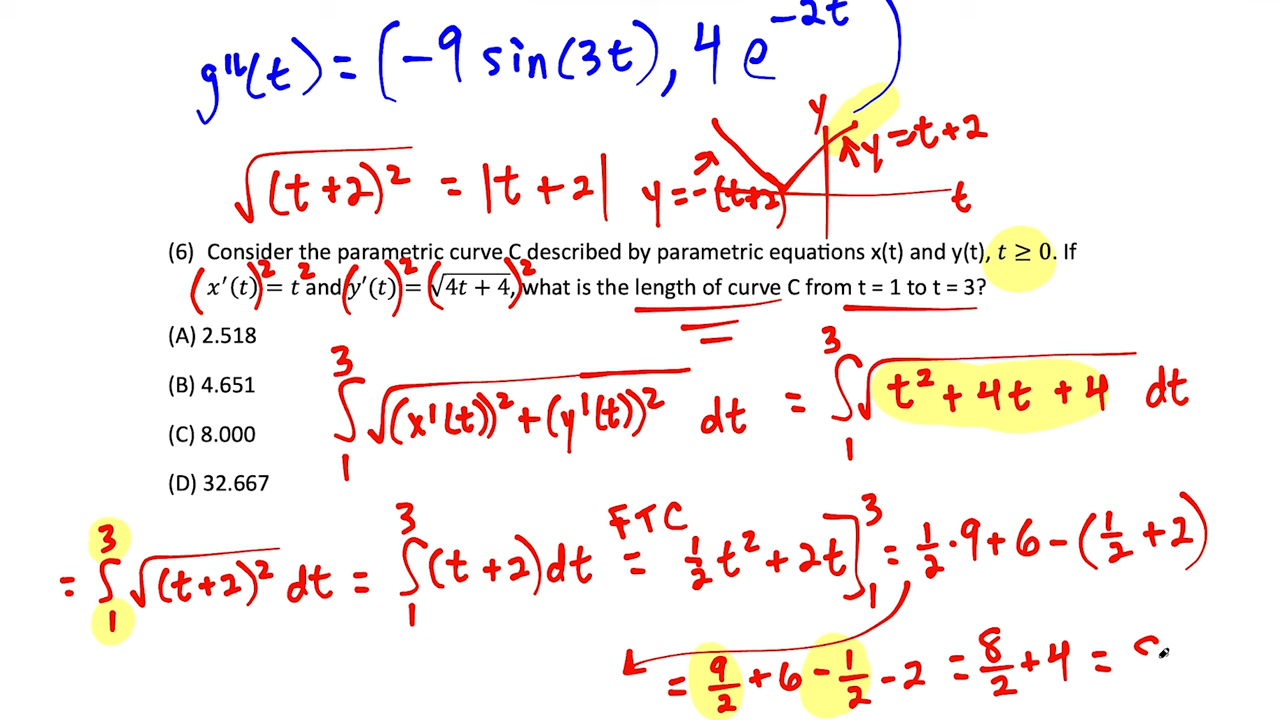 g''(t) = (-9 sin(3t), 4 e^{-2t})
√(t+2)² = |t+2| y = -(t+2) y y = t+2 t
(6) Consider the parametric curve C described by parametric equations x(t) and y(t), t ≥ 0. If
(x′(t))² = t² and (y′(t))² = (√4t + 4,)² what is the length of curve C from t = 1 to t = 3?
(A) 2.518
(B) 4.651
(C) 8.000
(D) 32.667
∫₁³ √(x'(t))² + (y'(t))² dt = ∫₁³ √t² + 4t + 4 dt
= ∫₁³ √(t+2)² dt = ∫₁³ (t+2) dt FTC = ½t² + 2t]₁³ = ½·9 + 6 - (½ + 2)
= 9/2 + 6 - 1/2 - 2 = 8/2 + 4 =